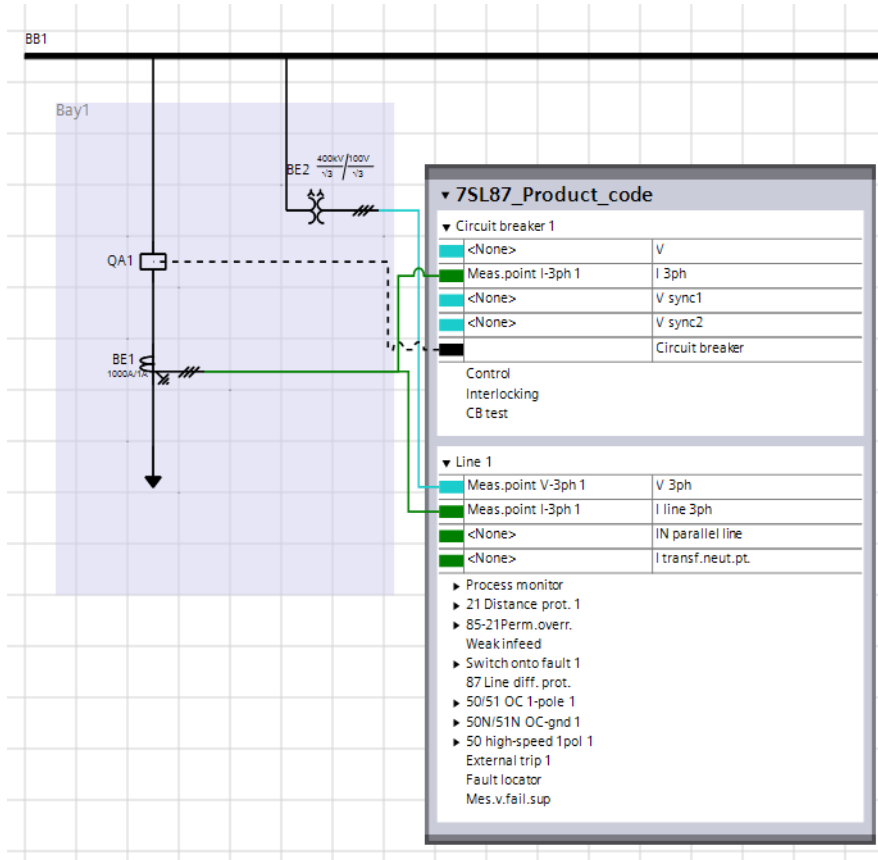 BB1
Bay1
BE2 400kV/√3 / 100V/√3
QA1
BE1
1000A/1A
7SL87_Product_code
Circuit breaker 1
<None> V
Meas.point I-3ph 1 I 3ph
<None> V sync1
<None> V sync2
Circuit breaker
Control
Interlocking
CB test
Line 1
Meas.point V-3ph 1 V 3ph
Meas.point I-3ph 1 I line 3ph
<None> IN parallel line
<None> I transf.neut.pt.
Process monitor
21 Distance prot. 1
85-21Perm.overr.
Weak infeed
Switch onto fault 1
87 Line diff. prot.
50/51 OC 1-pole 1
50N/51N OC-gnd 1
50 high-speed 1pol 1
External trip 1
Fault locator
Mes.v.fail.sup